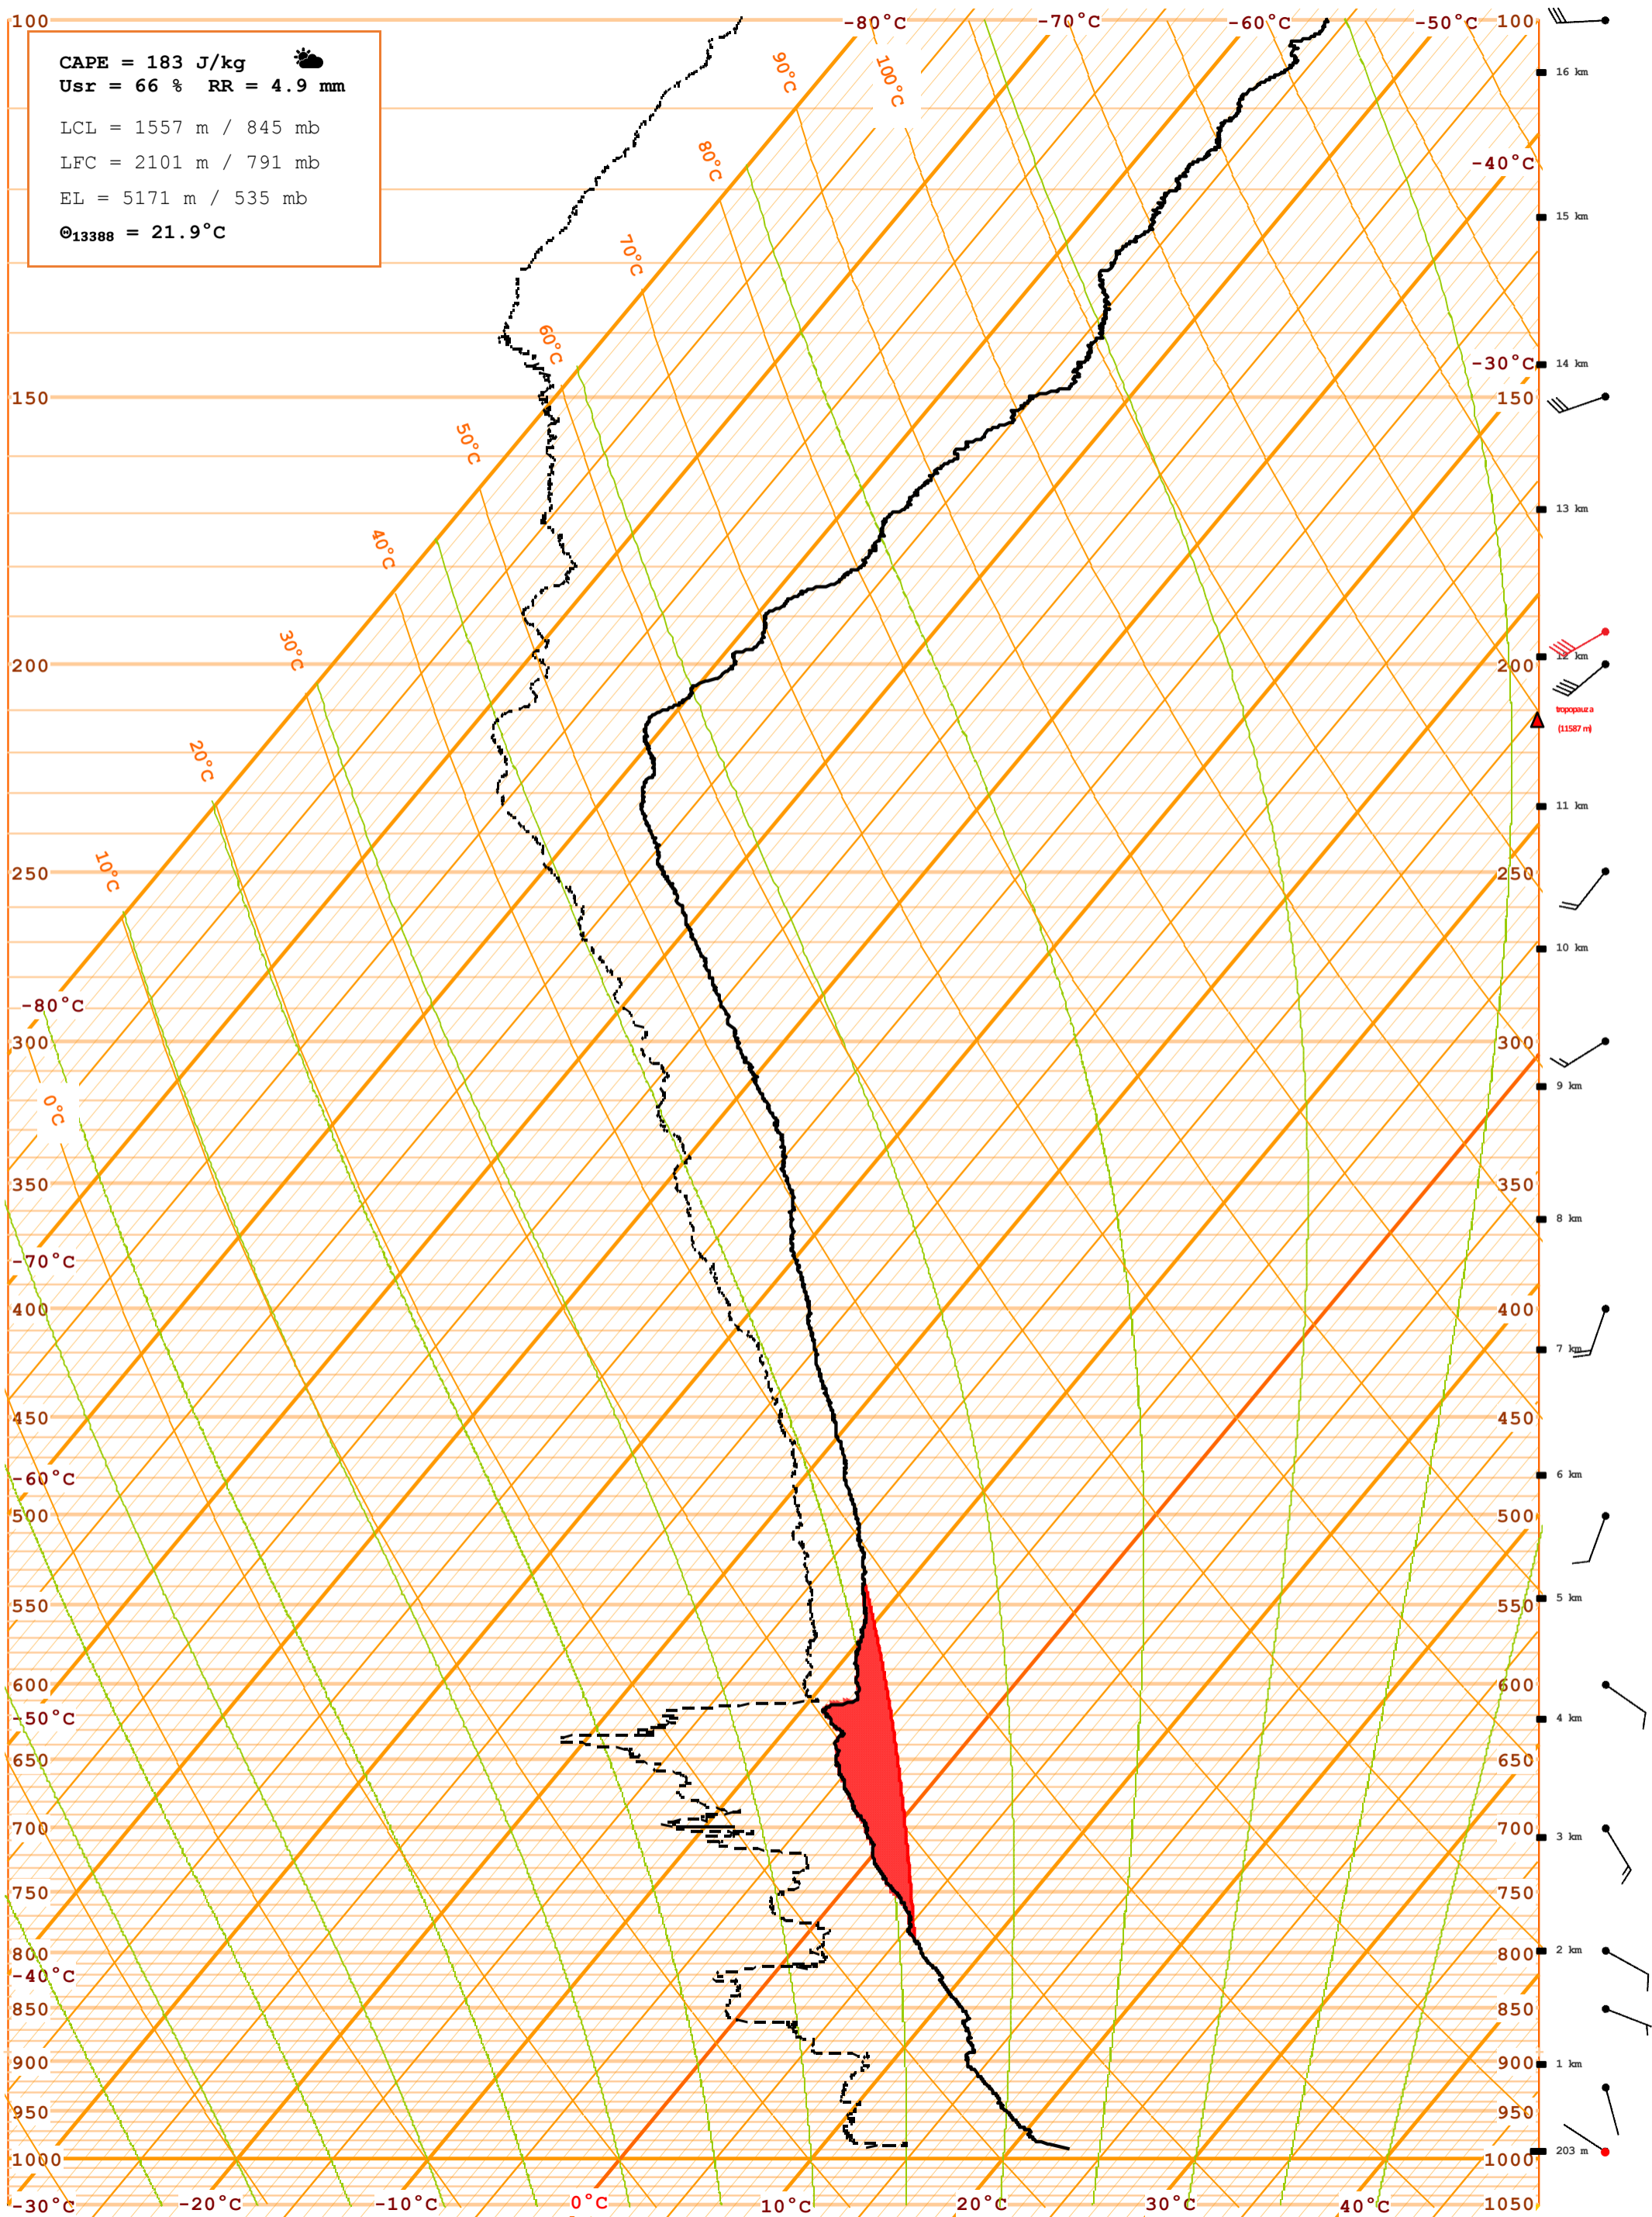 100 -80°C -70°C -60°C -50°C 100
CAPE = 183 J/kg
Usr = 66 % RR = 4.9 mm
LCL = 1557 m / 845 mb
LFC = 2101 m / 791 mb
EL = 5171 m / 535 mb
Θ13388 = 21.9°C
90°C 100°C
16 km
80°C
-40°C
15 km
70°C
60°C
-30°C
14 km
150 150
50°C
13 km
40°C
30°C
12 km
200 200
tropopauza
(11587 m)
20°C
11 km
10°C
250 250
10 km
-80°C
300 300
9 km
0°C
350 350
8 km
-70°C
400 400
7 km
450 450
6 km
-60°C
500 500
5 km
550 550
600 600
-50°C
4 km
650 650
700 700
3 km
750 750
2 km
800 800
-40°C
850 850
900 900
1 km
950 950
203 m
1000 1000
-30°C -20°C -10°C 0°C 10°C 20°C 30°C 40°C 1050